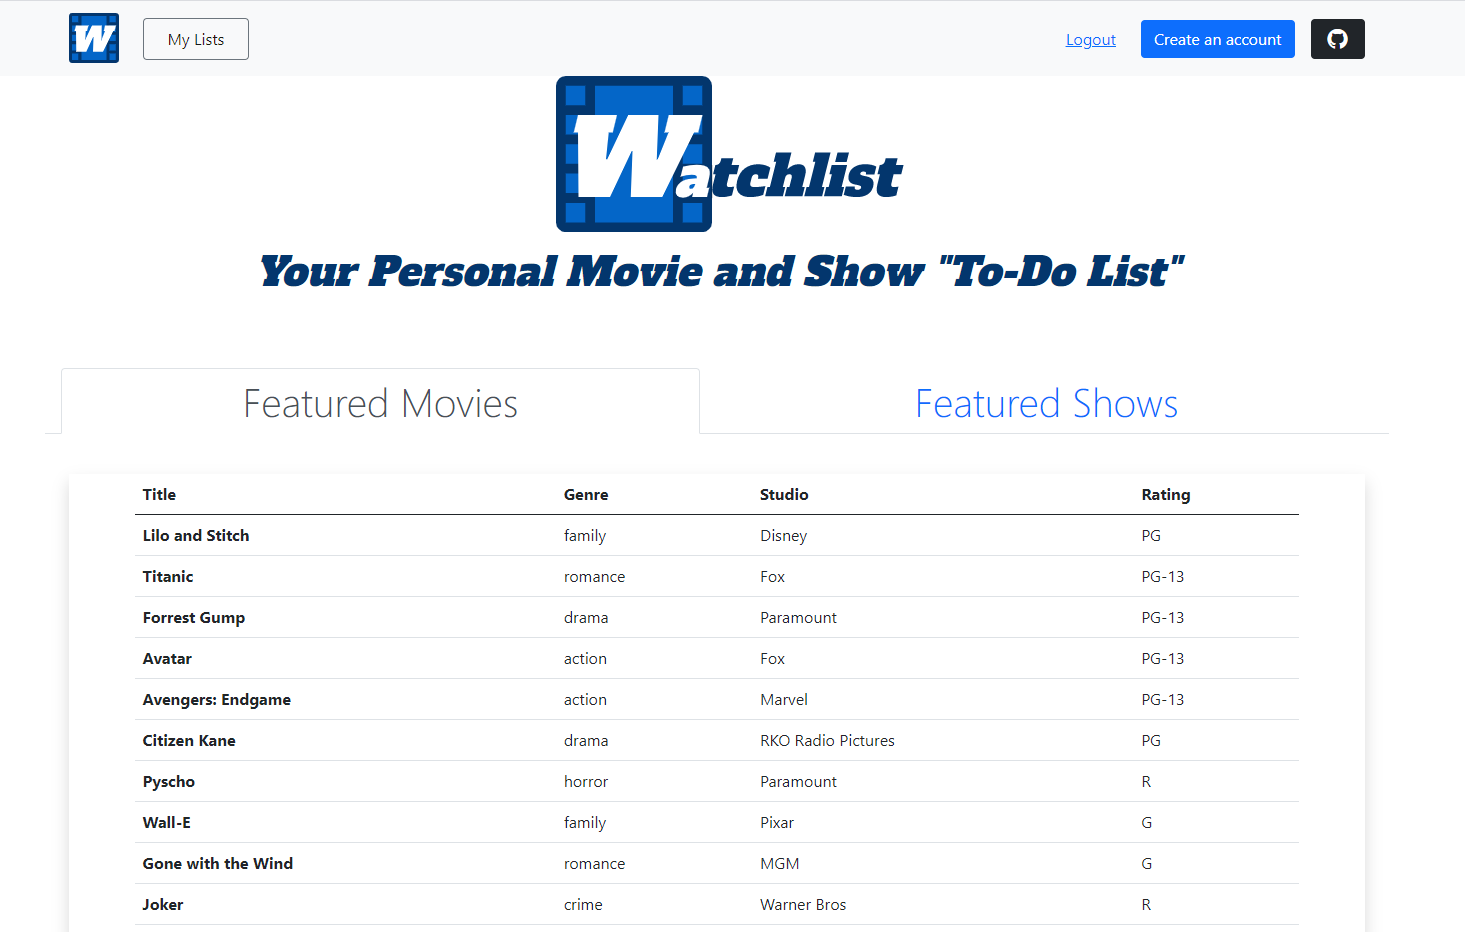 W My Lists Logout Create an account
Watchlist
Your Personal Movie and Show "To-Do List"
Featured Movies Featured Shows
Title Genre Studio Rating
Lilo and Stitch family Disney PG
Titanic romance Fox PG-13
Forrest Gump drama Paramount PG-13
Avatar action Fox PG-13
Avengers: Endgame action Marvel PG-13
Citizen Kane drama RKO Radio Pictures PG
Pyscho horror Paramount R
Wall-E family Pixar G
Gone with the Wind romance MGM G
Joker crime Warner Bros R